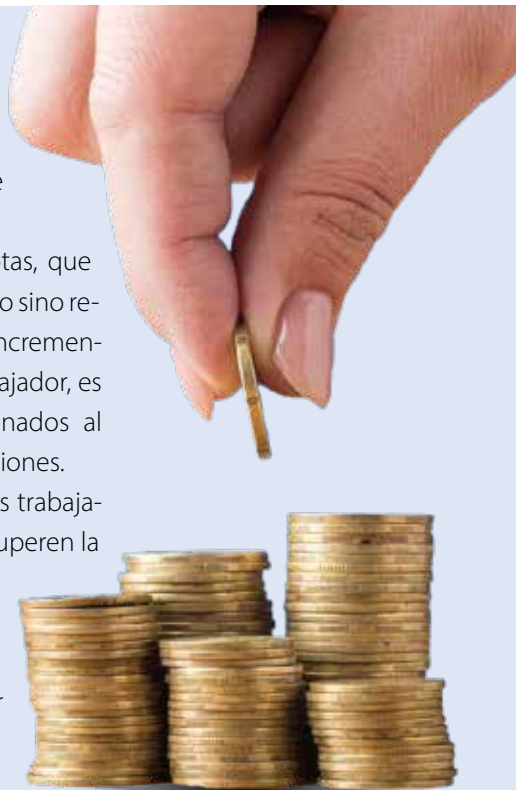 tas, que
o sino re-
ncremen-
ajador, es
nados al
iones.
s trabaja-
uperen la